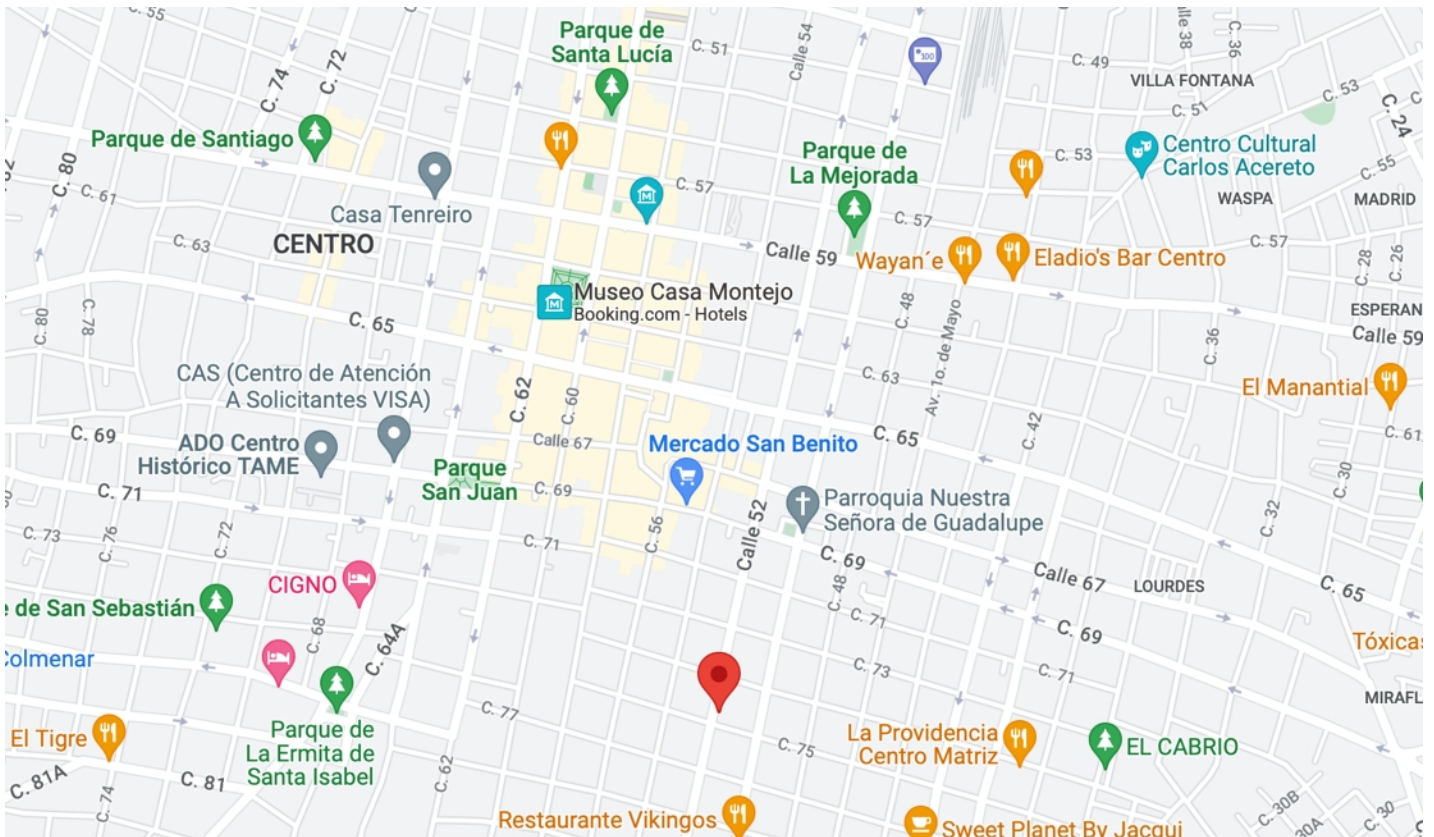 C. 55
C. 74
C. 72
Parque de
Santa Lucía
C. 51
Calle 54
C. 36
C. 49
VILLA FONTANA
C. 51
C. 53
C. 24
Parque de Santiago
C. 80
C. 61
Casa Tenreiro
C. 57
Parque de
La Mejorada
C. 53
Centro Cultural
Carlos Acereto
C. 55
WASPA
MADRID
C. 63
CENTRO
C. 57
Calle 59
Wayan´e
Eladio's Bar Centro
C. 57
C. 28
C. 26
Museo Casa Montejo
Booking.com - Hotels
C. 80
C. 78
C. 65
C. 48
Av. 1o. de Mayo
C. 36
ESPERAN
Calle 59
CAS (Centro de Atención
A Solicitantes VISA)
C. 62
C. 60
C. 63
El Manantial
C. 69
ADO Centro
Histórico TAME
Calle 67
Mercado San Benito
C. 65
C. 42
C. 61
Parque
San Juan
C. 71
C. 69
Parroquia Nuestra
Señora de Guadalupe
C. 30
C. 32
C. 73
C. 76
C. 72
C. 71
C. 56
Calle 52
C. 69
Calle 67
LOURDES
C. 65
CIGNO
e de San Sebastián
C. 48
C. 71
C. 69
Colmenar
C. 68
C. 64A
C. 73
C. 71
Tóxicas
MIRAFL
El Tigre
Parque de
La Ermita de
Santa Isabel
C. 77
C. 75
La Providencia
Centro Matriz
EL CABRIO
C. 81A
C. 74
C. 81
C. 62
Restaurante Vikingos
Sweet Planet By Jacqui
C. 30B
C. 30